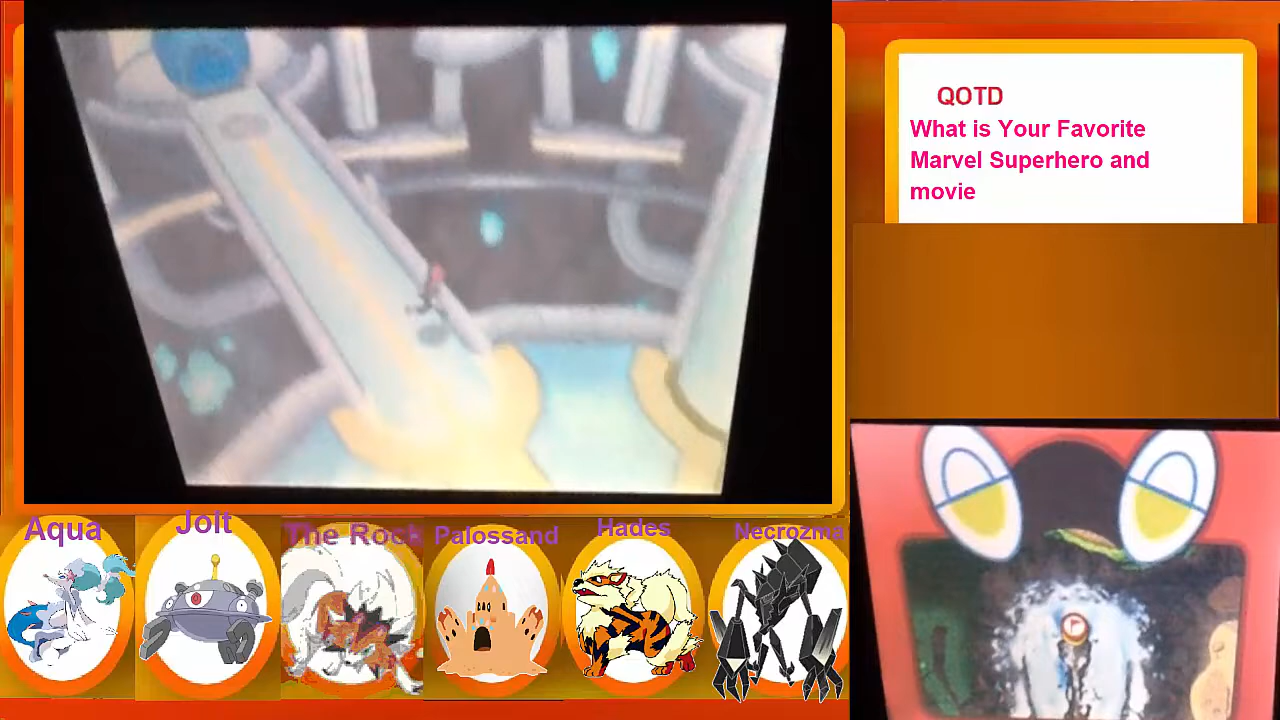 QOTD
What is Your Favorite
Marvel Superhero and
movie
Aqua
Jolt
The Rock
Palossand
Hades
Necrozma